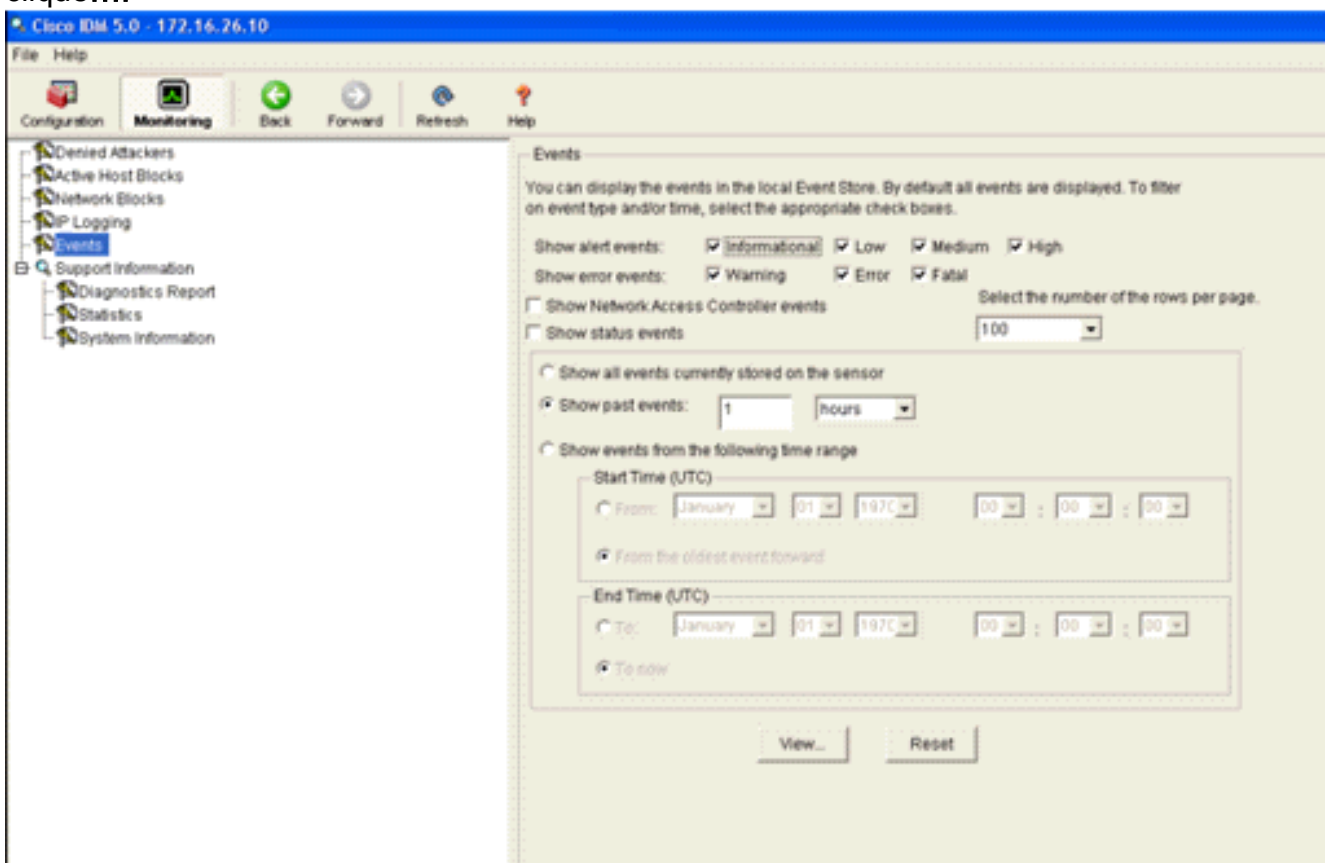 clique....
Cisco IDM 5.0 - 172.16.26.10
File Help
Configuration Monitoring Back Forward Refresh Help
Denied Attackers
Active Host Blocks
Network Blocks
IP Logging
Events
Support Information
Diagnostics Report
Statistics
System Information
Events
You can display the events in the local Event Store. By default all events are displayed. To filter
on event type and/or time, select the appropriate check boxes.
Show alert events: Informational Low Medium High
Show error events: Warning Error Fatal
Show Network Access Controller events
Show status events
Select the number of the rows per page.
100
Show all events currently stored on the sensor
Show past events: 1 hours
Show events from the following time range
Start Time (UTC)
From: January 01 1970 00 : 00 : 00
From the oldest event forward
End Time (UTC)
To: January 01 1970 00 : 00 : 00
To now
View... Reset